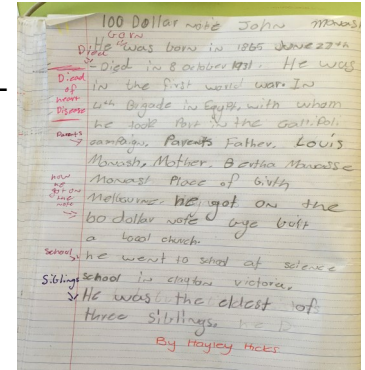 100 Dollar note John Monash
Born
Died
He was born in 1865 June 27th
- Died in 8 october 1931. He was
Diead of heart Disease
in the first world war. In
4th Brigade in Egypt, with whom
he took Part in the Gallipoli
Parents
campaign, Parents Father, Louis
Monash, Mother, Bertha Manasse
how he got on the note
Monash Place of Birth
Melbourne. he got on the
100 dollar note bye built
a local church.
School
he went to school at science
school in clayton victoria.
Siblings
He was the eldest of
three siblings.
By Hayley Hicks